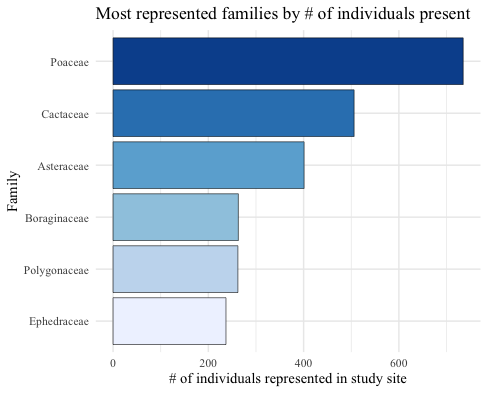 Most represented families by # of individuals present
Family
Poaceae
Cactaceae
Asteraceae
Boraginaceae
Polygonaceae
Ephedraceae
0 200 400 600
# of individuals represented in study site